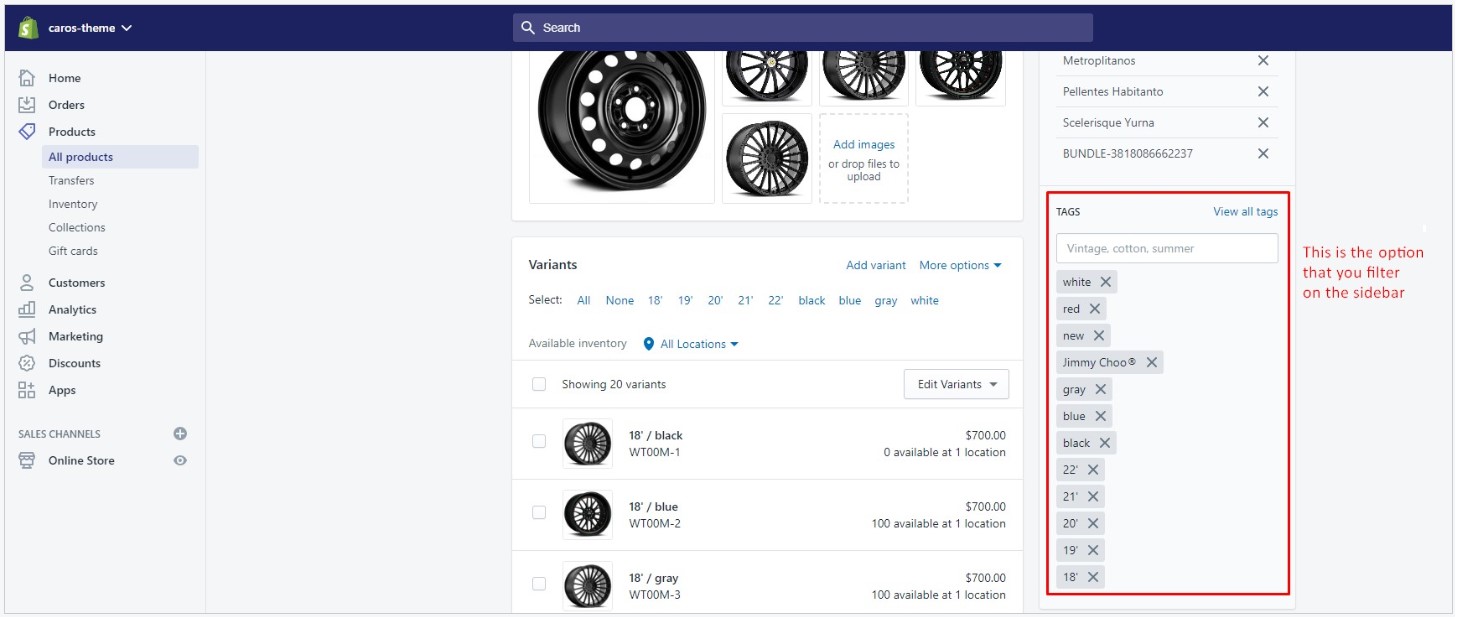 caros-theme
Search
Home
Orders
Products
All products
Transfers
Inventory
Collections
Gift cards
Customers
Analytics
Marketing
Discounts
Apps
SALES CHANNELS
Online Store
Add images
or drop files to
upload
Variants
Add variant More options
Select: All None 18' 19' 20' 21' 22' black blue gray white
Available inventory All Locations
Showing 20 variants Edit Variants
18' / black $700.00
WT00M-1 0 available at 1 location
18' / blue $700.00
WT00M-2 100 available at 1 location
18' / gray $700.00
WT00M-3 100 available at 1 location
Metroplitanos
Pellentes Habitanto
Scelerisque Yurna
BUNDLE-3818086662237
TAGS View all tags
Vintage, cotton, summer
white
red
new
Jimmy Choo®
gray
blue
black
22'
21'
20'
19'
18'
This is the option
that you filter
on the sidebar